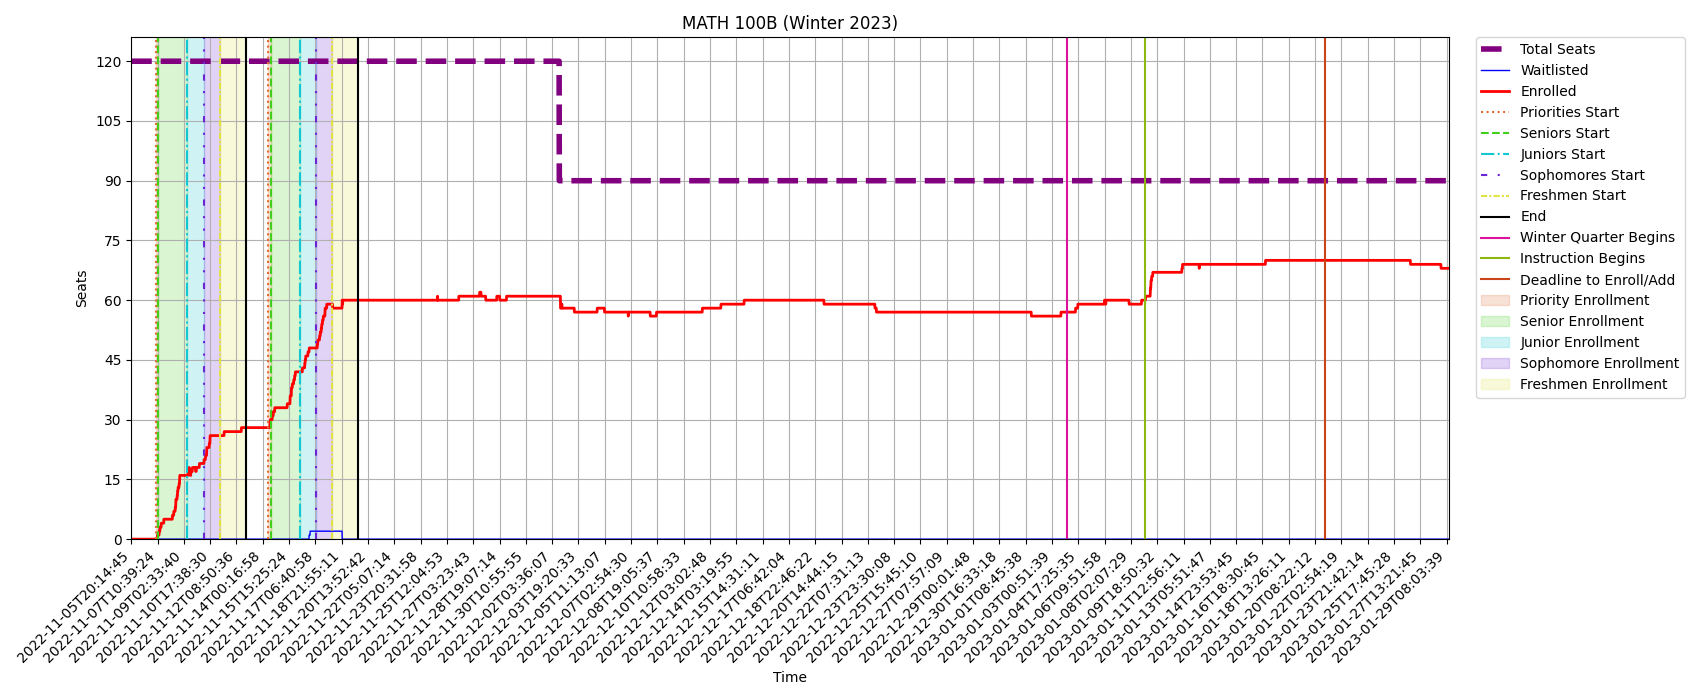 MATH 100B (Winter 2023)
120
105
90
75
60
45
30
15
0
Seats
2022-11-05T20:14:45
2022-11-07T10:39:24
2022-11-09T02:33:40
2022-11-10T17:38:30
2022-11-12T08:50:36
2022-11-14T00:16:58
2022-11-15T15:25:24
2022-11-17T06:40:58
2022-11-18T21:55:11
2022-11-20T13:52:42
2022-11-22T05:07:14
2022-11-23T20:31:58
2022-11-25T12:04:53
2022-11-27T03:23:43
2022-11-28T19:07:14
2022-11-30T10:55:55
2022-12-02T03:36:07
2022-12-03T19:20:33
2022-12-05T11:13:07
2022-12-07T02:54:30
2022-12-08T19:05:37
2022-12-10T10:58:33
2022-12-12T03:02:48
2022-12-14T03:19:55
2022-12-15T14:31:11
2022-12-17T06:42:04
2022-12-18T22:46:22
2022-12-20T14:44:15
2022-12-22T07:31:13
2022-12-23T23:30:08
2022-12-25T15:45:10
2022-12-27T07:57:09
2022-12-29T00:01:48
2022-12-30T16:33:18
2023-01-01T08:45:38
2023-01-03T00:51:39
2023-01-04T17:25:35
2023-01-06T09:51:58
2023-01-08T02:07:29
2023-01-09T18:50:32
2023-01-11T12:56:11
2023-01-13T05:51:47
2023-01-14T23:53:45
2023-01-16T18:30:45
2023-01-18T13:26:11
2023-01-20T08:22:12
2023-01-22T02:54:19
2023-01-23T21:42:14
2023-01-25T17:45:28
2023-01-27T13:21:45
2023-01-29T08:03:39
Time
Total Seats
Waitlisted
Enrolled
Priorities Start
Seniors Start
Juniors Start
Sophomores Start
Freshmen Start
End
Winter Quarter Begins
Instruction Begins
Deadline to Enroll/Add
Priority Enrollment
Senior Enrollment
Junior Enrollment
Sophomore Enrollment
Freshmen Enrollment